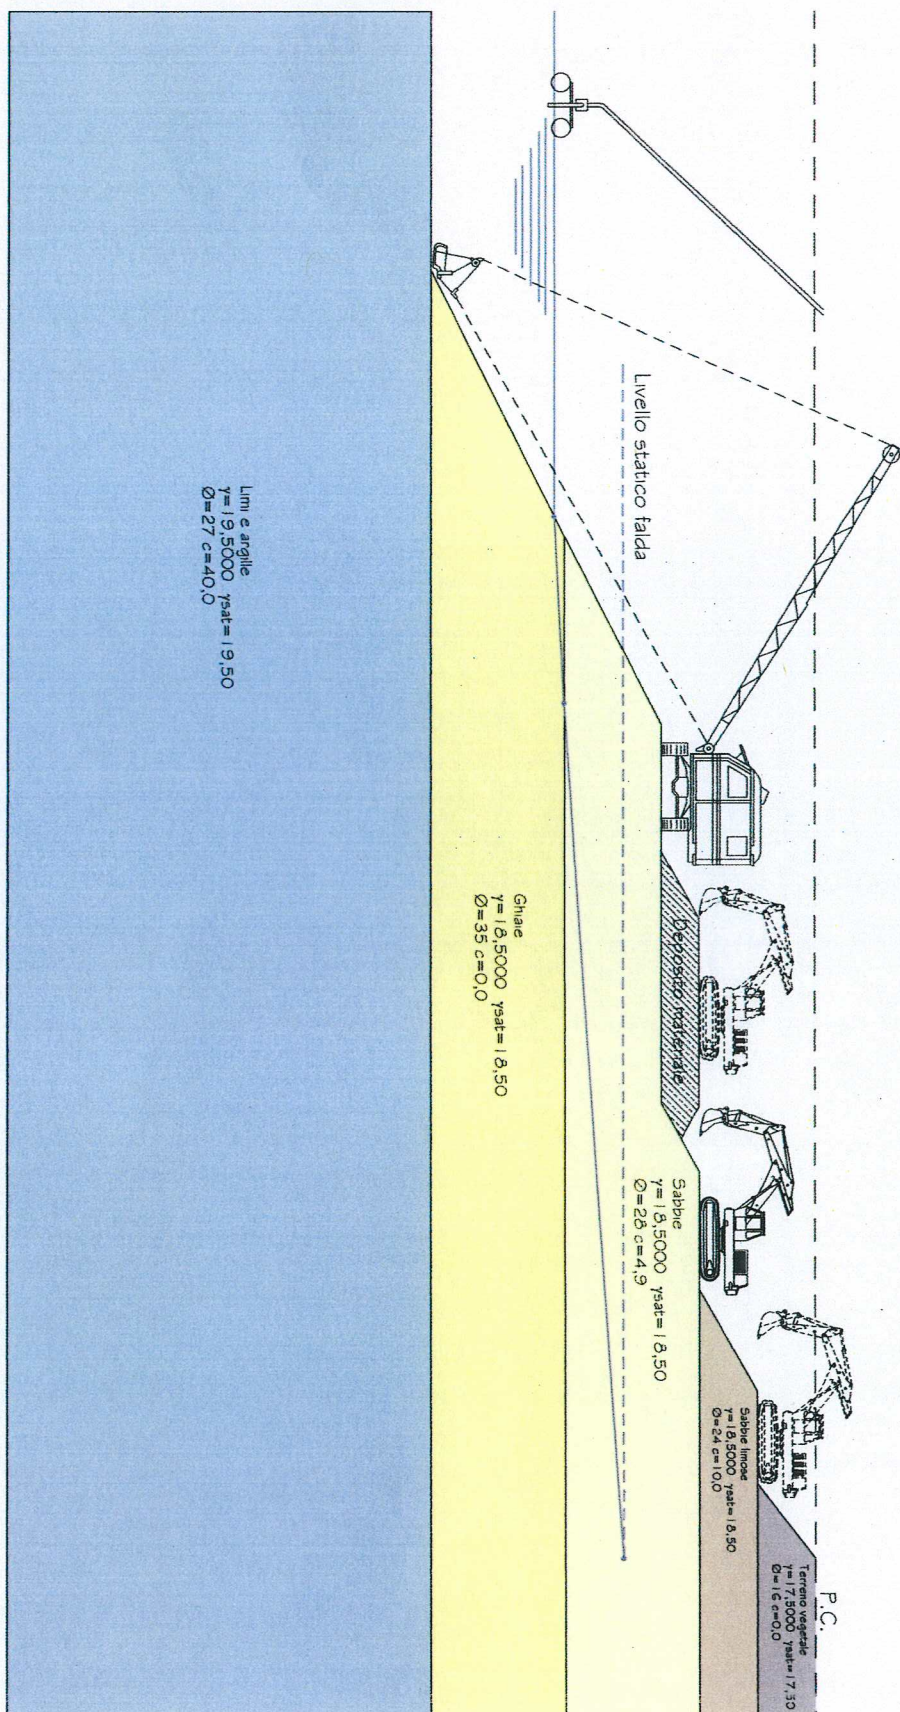 P.C.
Terreno vegetale
γ=17,5000 γsat=17,50
Ø=16 c=0,0
Sabbie limose
γ=18,5000 γsat=18,50
Ø=24 c=10,0
Sabbie
γ=18,5000 γsat=18,50
Ø=28 c=4,9
Deposito materiale
Livello statico falda
Ghiaie
γ=18,5000 γsat=18,50
Ø=35 c=0,0
Limi e argille
γ=19,5000 γsat=19,50
Ø=27 c=40,0